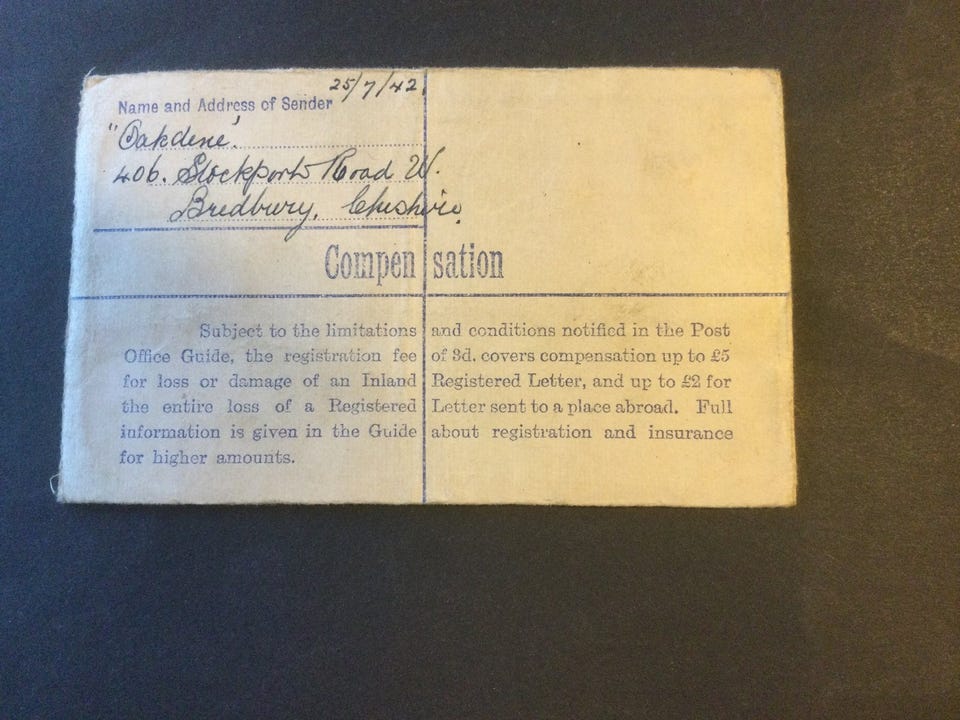 25/7/42
Name and Address of Sender
"Oakdene'
406. Stockport Road W.
Bredbury. Cheshire.
Compensation
Subject to the limitations and conditions notified in the Post
Office Guide, the registration fee of 3d. covers compensation up to £5
for loss or damage of an Inland Registered Letter, and up to £2 for
the entire loss of a Registered Letter sent to a place abroad. Full
information is given in the Guide about registration and insurance
for higher amounts.